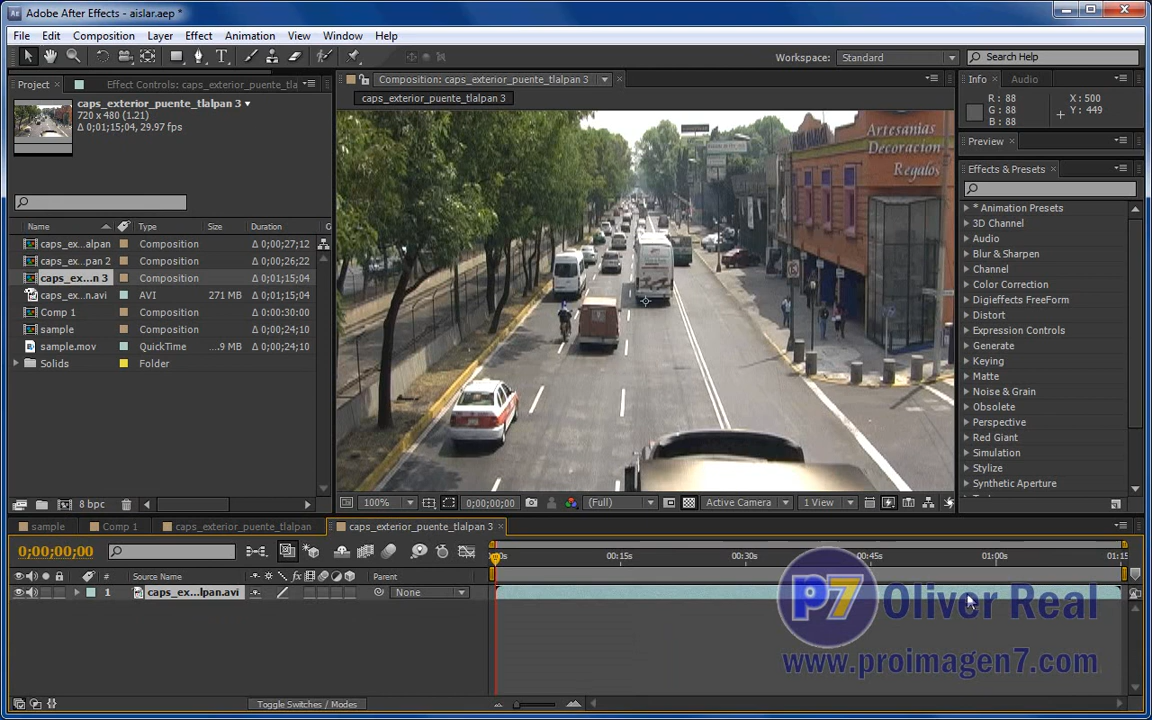 Adobe After Effects - aislar.aep *
File Edit Composition Layer Effect Animation View Window Help
Workspace: Standard Search Help
Project Effect Controls: caps_exterior_puente_tla
Composition: caps_exterior_puente_tlalpan 3
Info Audio
caps_exterior_puente_tlalpan 3
720 x 480 (1.21)
Δ 0;01;15;04, 29.97 fps
caps_exterior_puente_tlalpan 3
R: 88
G: 88
B: 88
X: 500
Y: 449
Preview
Effects & Presets
Name Type Size Duration
caps_ex...alpan Composition Δ 0;00;27;12
caps_ex...pan 2 Composition Δ 0;00;26;22
caps_ex...n 3 Composition Δ 0;01;15;04
caps_ex...n.avi AVI 271 MB Δ 0;01;15;04
Comp 1 Composition Δ 0;00:30:00
sample Composition Δ 0;00;24;10
sample.mov QuickTime ....9 MB Δ 0;00;24;10
Solids Folder
Artesanias
Decoracion
Regalos
* Animation Presets
3D Channel
Audio
Blur & Sharpen
Channel
Color Correction
Digieffects FreeForm
Distort
Expression Controls
Generate
Keying
Matte
Noise & Grain
Obsolete
Perspective
Red Giant
Simulation
Stylize
Synthetic Aperture
8 bpc
100% 0;00;00;00 (Full) Active Camera 1 View
sample Comp 1 caps_exterior_puente_tlalpan caps_exterior_puente_tlalpan 3
0;00;00;00
00s 00:15s 00:30s 00:45s 01:00s 01:15
# Source Name fx Parent
1 caps_ex...lpan.avi None
P7 Oliver Real
www.proimagen7.com
Toggle Switches / Modes